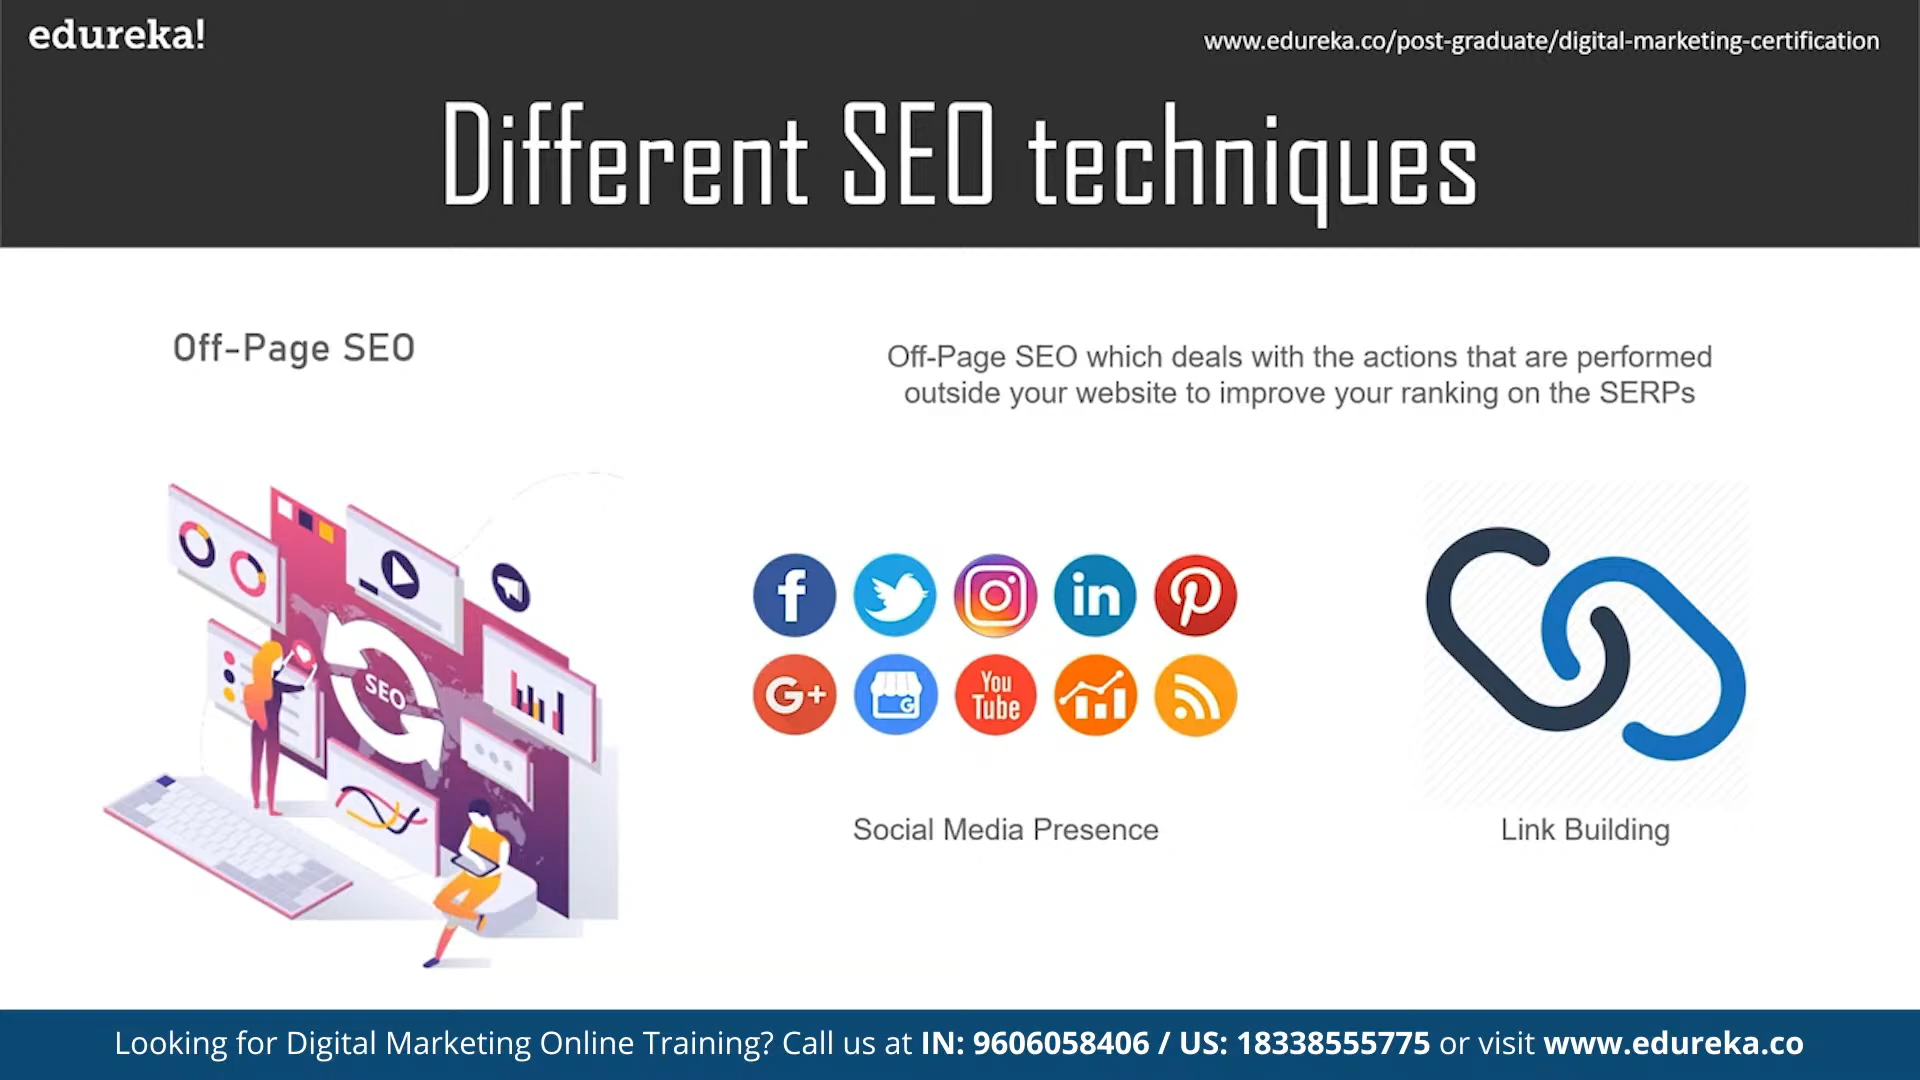 edureka!
www.edureka.co/post-graduate/digital-marketing-certification
Different SEO techniques
Off-Page SEO
Off-Page SEO which deals with the actions that are performed
outside your website to improve your ranking on the SERPs
SEO
f
in
G+
G
You
Tube
Social Media Presence
Link Building
Looking for Digital Marketing Online Training? Call us at IN: 9606058406 / US: 18338555775 or visit www.edureka.co